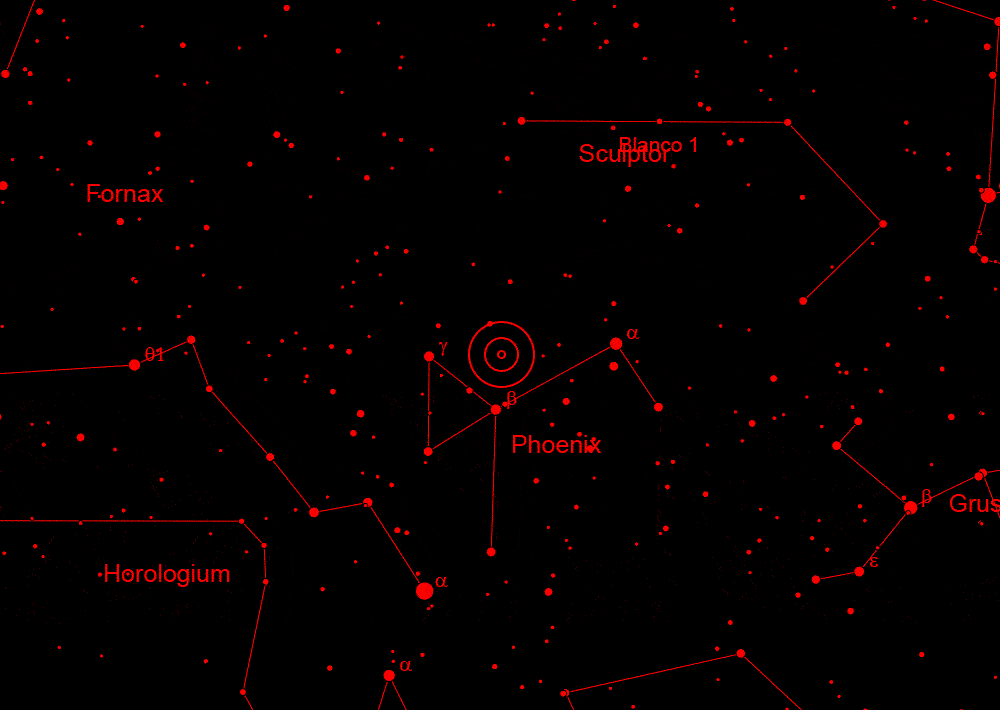 Blanco 1
Sculptor
Fornax
α
γ
θ1
β
Phoenix
β
Grus
ε
Horologium
α
α